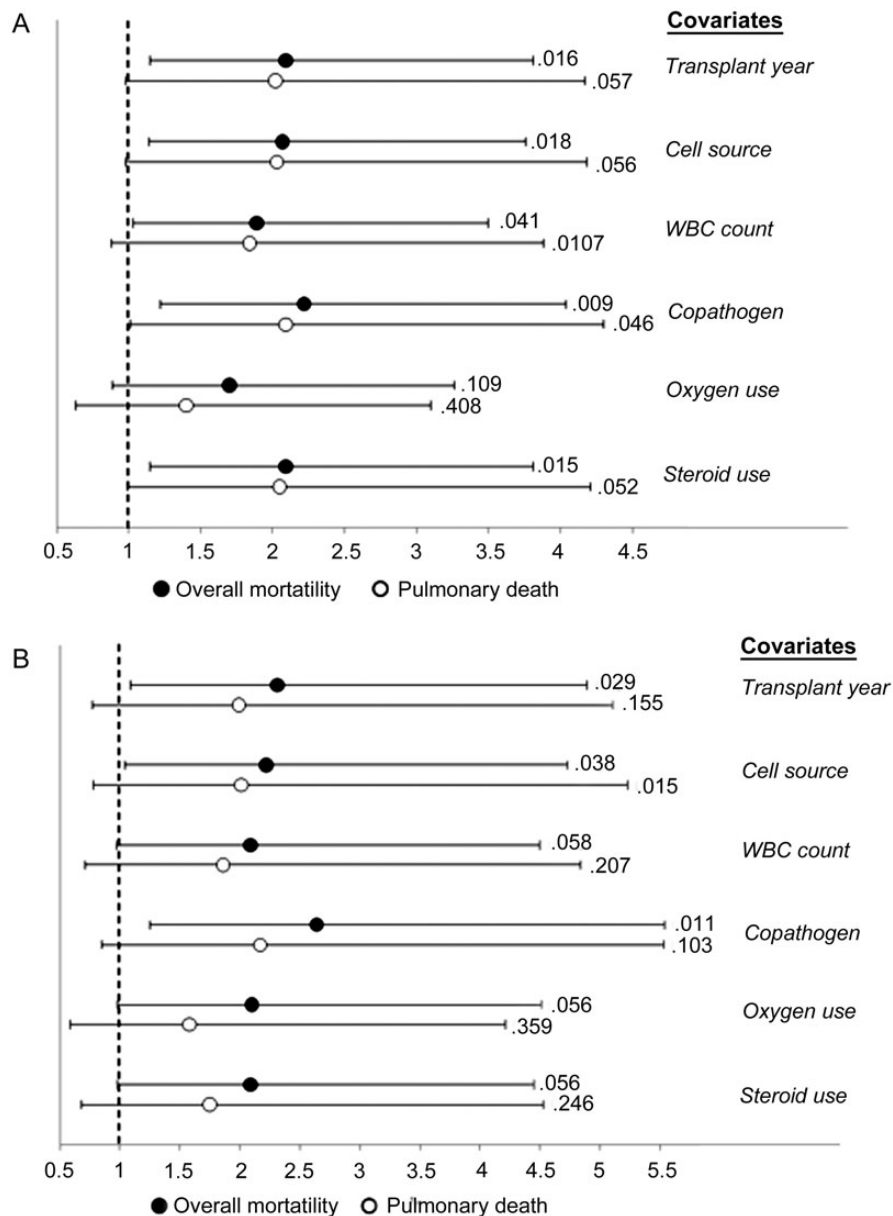 A
Covariates
.016
Transplant year
.057
.018
Cell source
.056
.041
WBC count
.0107
.009
Copathogen
.046
.109
Oxygen use
.408
.015
Steroid use
.052
0.5 1 1.5 2 2.5 3 3.5 4 4.5
Overall mortatility Pulmonary death
B
Covariates
.029
Transplant year
.155
.038
Cell source
.015
.058
WBC count
.207
.011
Copathogen
.103
.056
Oxygen use
.359
.056
Steroid use
.246
0.5 1 1.5 2 2.5 3 3.5 4 4.5 5 5.5
Overall mortatility Pulmonary death